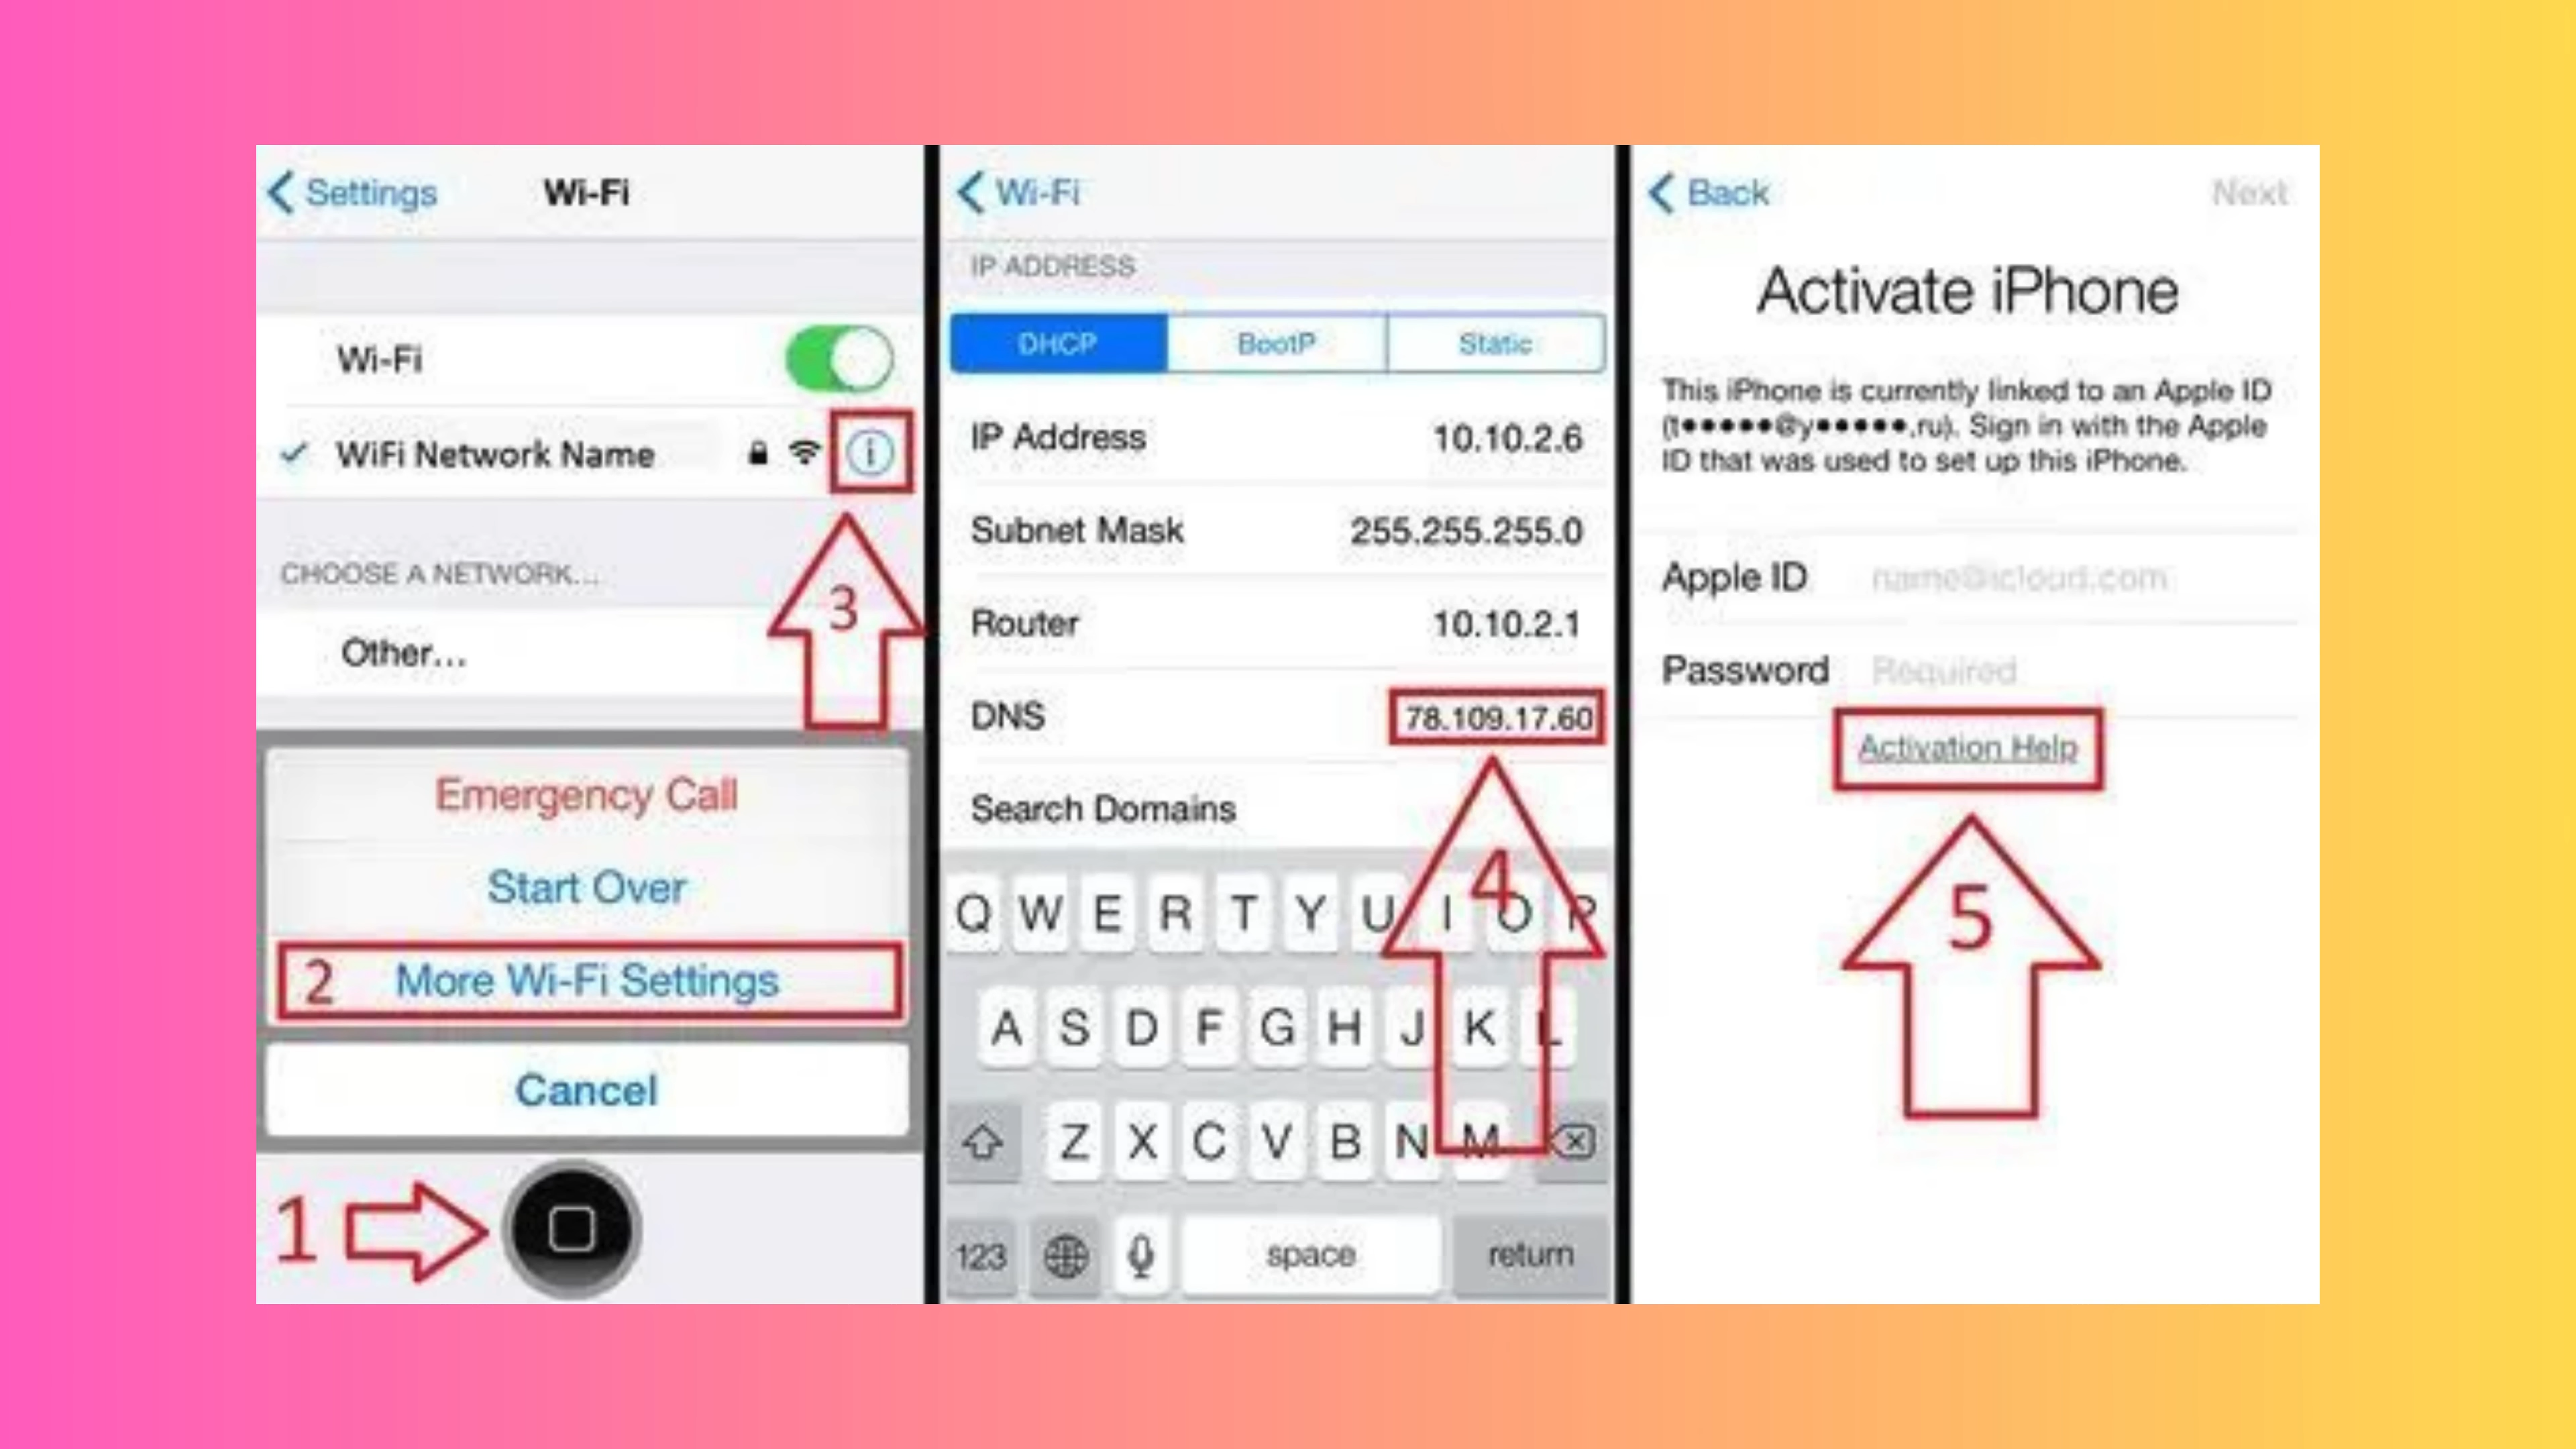 Settings
Wi-Fi
Wi-Fi
WiFi Network Name
3
CHOOSE A NETWORK...
Other...
Emergency Call
Start Over
2 More Wi-Fi Settings
Cancel
1
Wi-Fi
IP ADDRESS
DHCP BootP Static
IP Address 10.10.2.6
Subnet Mask 255.255.255.0
Router 10.10.2.1
DNS 78.109.17.60
Search Domains
4
Q W E R T Y U I O P
A S D F G H J K L
Z X C V B N M
123 space return
Back Next
Activate iPhone
This iPhone is currently linked to an Apple ID
(t•••••@y•••••.ru). Sign in with the Apple
ID that was used to set up this iPhone.
Apple ID name@icloud.com
Password Required
Activation Help
5